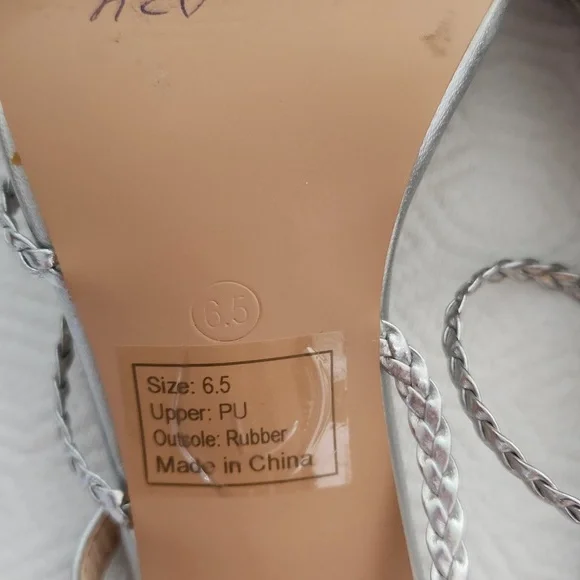 6.5
Size: 6.5
Upper: PU
Outsole: Rubber
Made in China